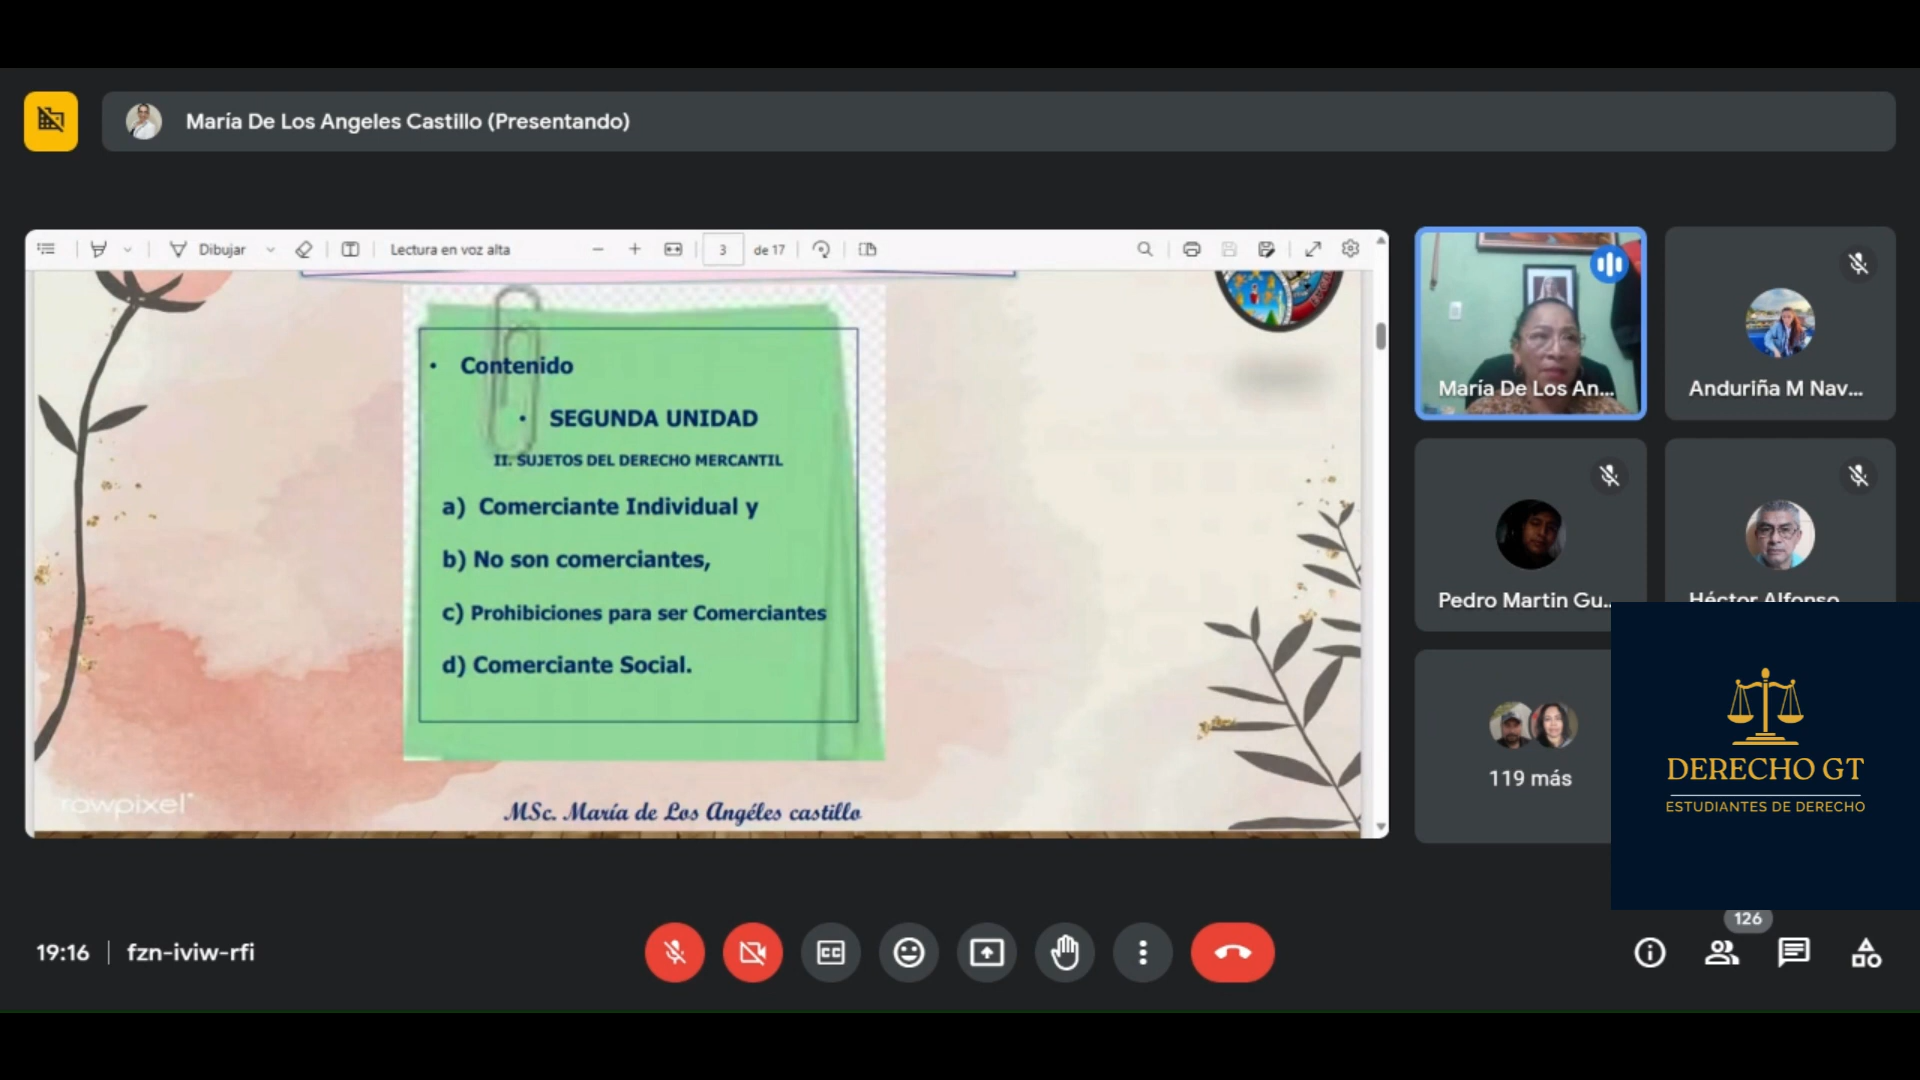 María De Los Angeles Castillo (Presentando)
Dibujar
Lectura en voz alta
3 de 17
• Contenido
• SEGUNDA UNIDAD
II. SUJETOS DEL DERECHO MERCANTIL
a) Comerciante Individual y
b) No son comerciantes,
c) Prohibiciones para ser Comerciantes
d) Comerciante Social.
rawpixel
MSc. María de Los Angéles castillo
María De Los An...
Anduriña M Nav...
Pedro Martin Gu...
Héctor Alfonso
119 más
DERECHO GT
ESTUDIANTES DE DERECHO
126
19:16 | fzn-iviw-rfi
CC